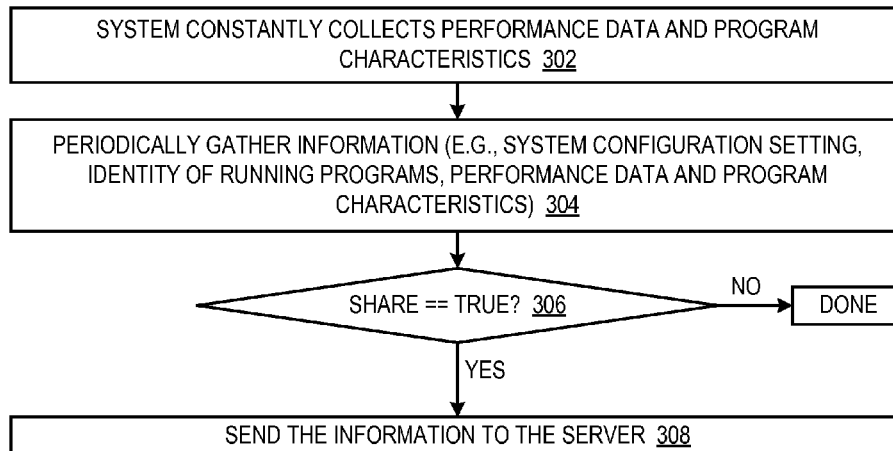 SYSTEM CONSTANTLY COLLECTS PERFORMANCE DATA AND PROGRAM
CHARACTERISTICS 302
PERIODICALLY GATHER INFORMATION (E.G., SYSTEM CONFIGURATION SETTING,
IDENTITY OF RUNNING PROGRAMS, PERFORMANCE DATA AND PROGRAM
CHARACTERISTICS) 304
SHARE == TRUE? 306
NO
DONE
YES
SEND THE INFORMATION TO THE SERVER 308